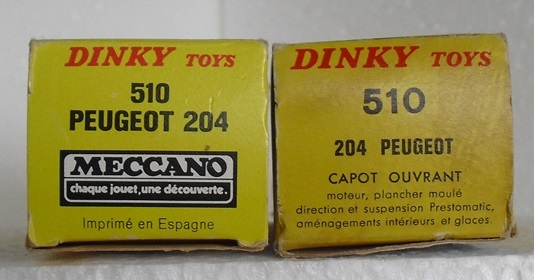 DINKY TOYS
510
PEUGEOT 204
MECCANO
chaque jouet, une découverte.
Imprimé en Espagne
DINKY TOYS
510
204 PEUGEOT
CAPOT OUVRANT
moteur, plancher moulé
direction et suspension Prestomatic,
aménagements intérieurs et glaces.